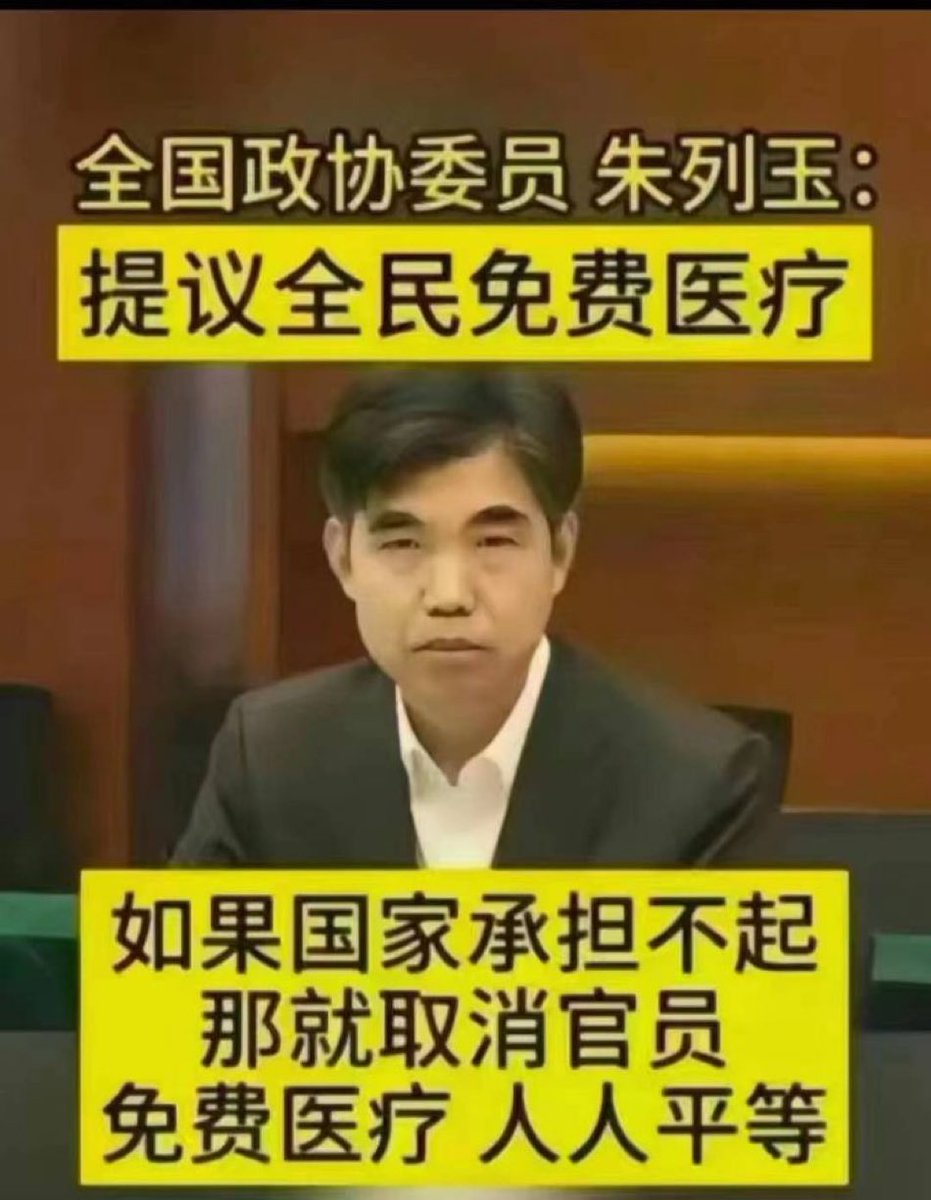 全国政协委员 朱列玉：
提议全民免费医疗
如果国家承担不起
那就取消官员
免费医疗 人人平等